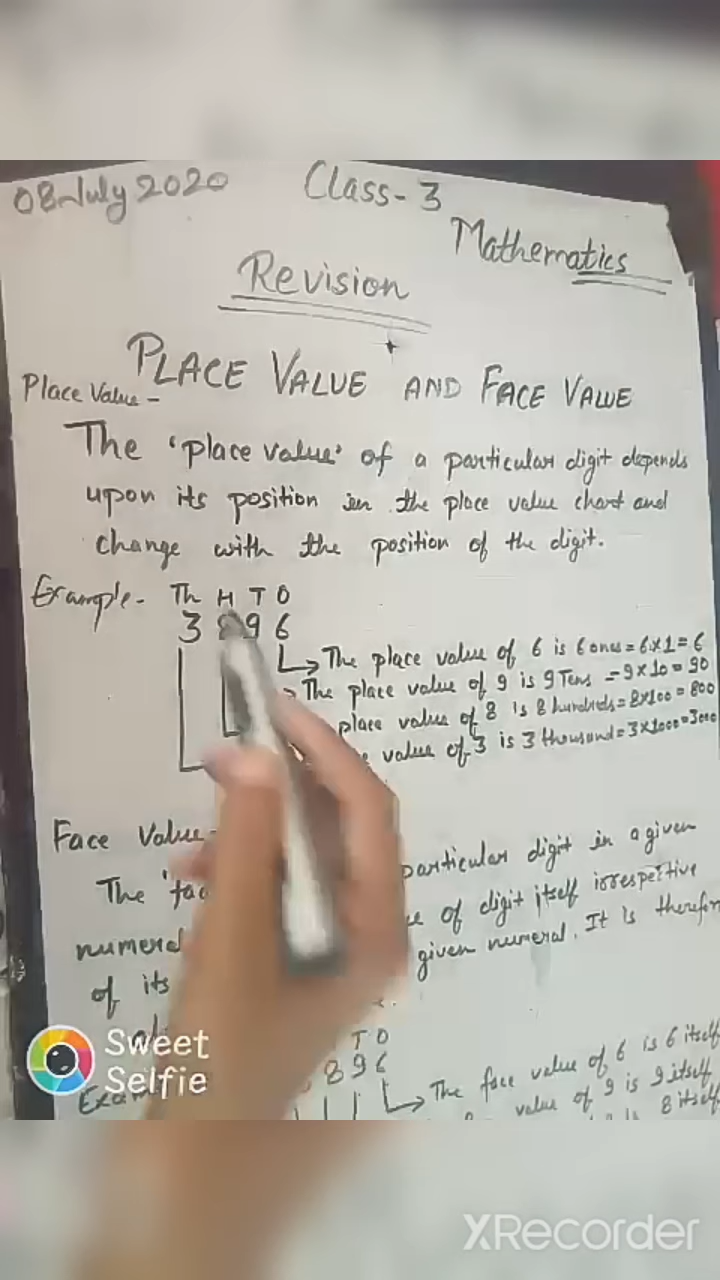 08 July 2020 Class-3
Mathematics
Revision
PLACE VALUE AND FACE VALUE
Place Value -
The 'place value' of a particular digit depends
upon its position in the place value chart and
change with the position of the digit.
Example- Th H T O
3 8 9 6
The place value of 6 is 6 ones = 6x1 = 6
The place value of 9 is 9 Tens = 9x10 = 90
place value of 8 is 8 hundreds = 8x100 = 800
value of 3 is 3 thousand = 3x1000 = 3000
Face Value-
The particular digit in a given
numeral of digit itself irrespective
of its given numeral. It is
T O
8 9 6
The face value of 6 is 6 itself
value of 9 is 9 itself
8 itself
Sweet
Selfie
XRecorder